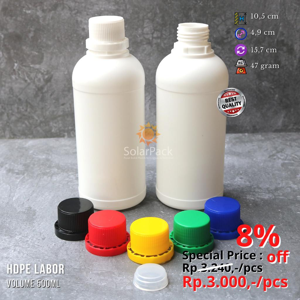 10,5 cm
4,9 cm
15,7 cm
47 gram
BEST
QUALITY
SolarPack
8%
off
Special Price :
Rp 3.240,-/pcs
Rp.3.000,-/pcs
HDPE LABOR
VOLUME 500ML